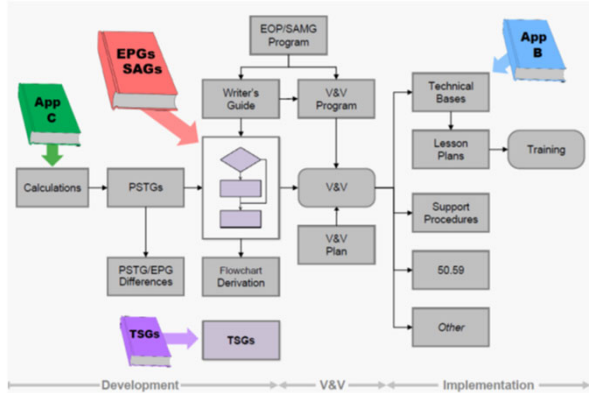 EOP/SAMG
Program
EPGs
SAGs
App
B
App
C
Writer's
Guide
V&V
Program
Technical
Bases
Lesson
Plans
Training
Calculations
PSTGs
V&V
Support
Procedures
V&V
Plan
PSTG/EPG
Differences
Flowchart
Derivation
50.59
TSGs
TSGs
Other
Development
V&V
Implementation